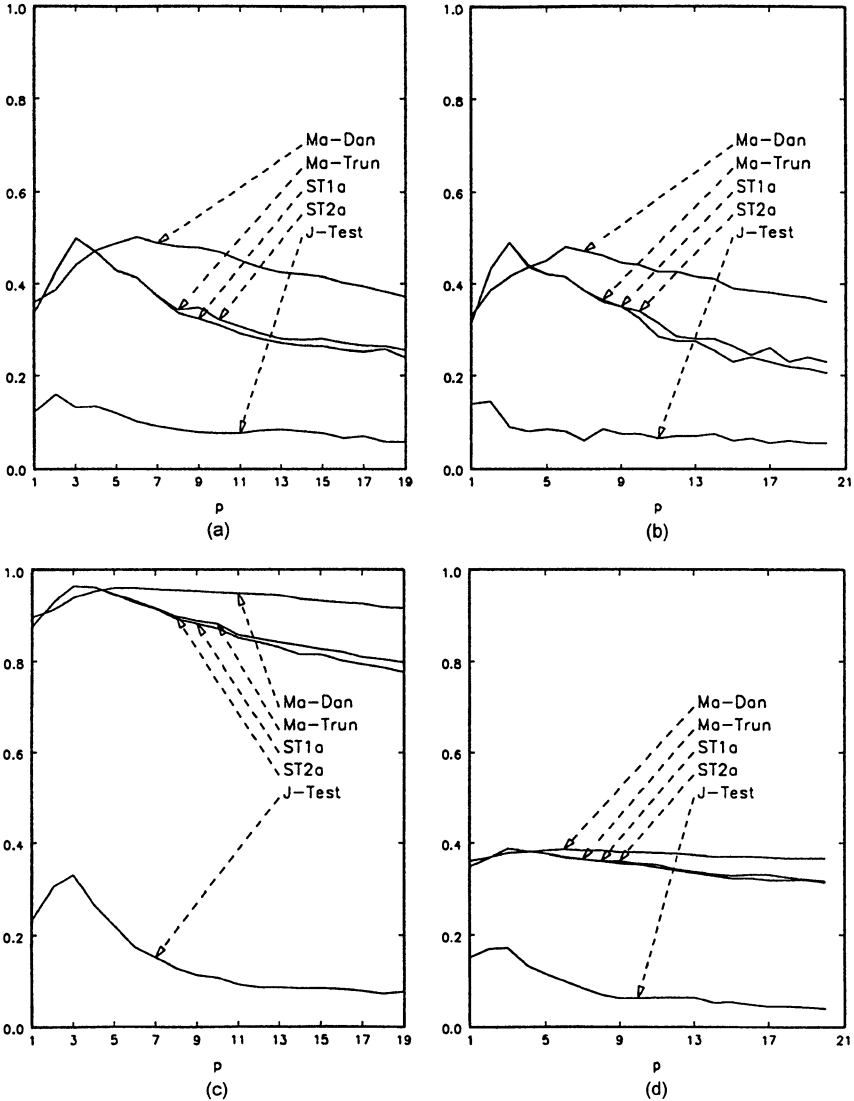 1.0
0.8
0.6
0.4
0.2
0.0
Ma-Dan
Ma-Trun
ST1a
ST2a
J-Test
1 3 5 7 9 11 13 15 17 19
p
(a)
1.0
0.8
0.6
0.4
0.2
0.0
Ma-Dan
Ma-Trun
ST1a
ST2a
J-Test
1 5 9 13 17 21
p
(b)
1.0
0.8
0.6
0.4
0.2
0.0
Ma-Dan
Ma-Trun
ST1a
ST2a
J-Test
1 3 5 7 9 11 13 15 17 19
p
(c)
1.0
0.8
0.6
0.4
0.2
0.0
Ma-Dan
Ma-Trun
ST1a
ST2a
J-Test
1 5 9 13 17 21
p
(d)